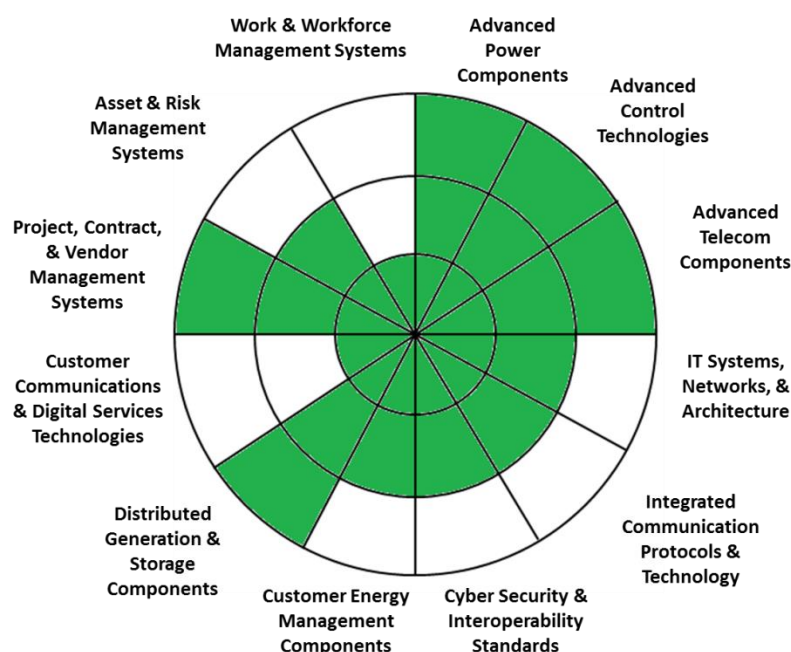 Work & Workforce
Management Systems
Advanced
Power
Components
Advanced
Control
Technologies
Advanced
Telecom
Components
IT Systems,
Networks, &
Architecture
Integrated
Communication
Protocols &
Technology
Cyber Security &
Interoperability
Standards
Customer Energy
Management
Components
Distributed
Generation &
Storage
Components
Customer
Communications
& Digital Services
Technologies
Project, Contract,
& Vendor
Management
Systems
Asset & Risk
Management
Systems